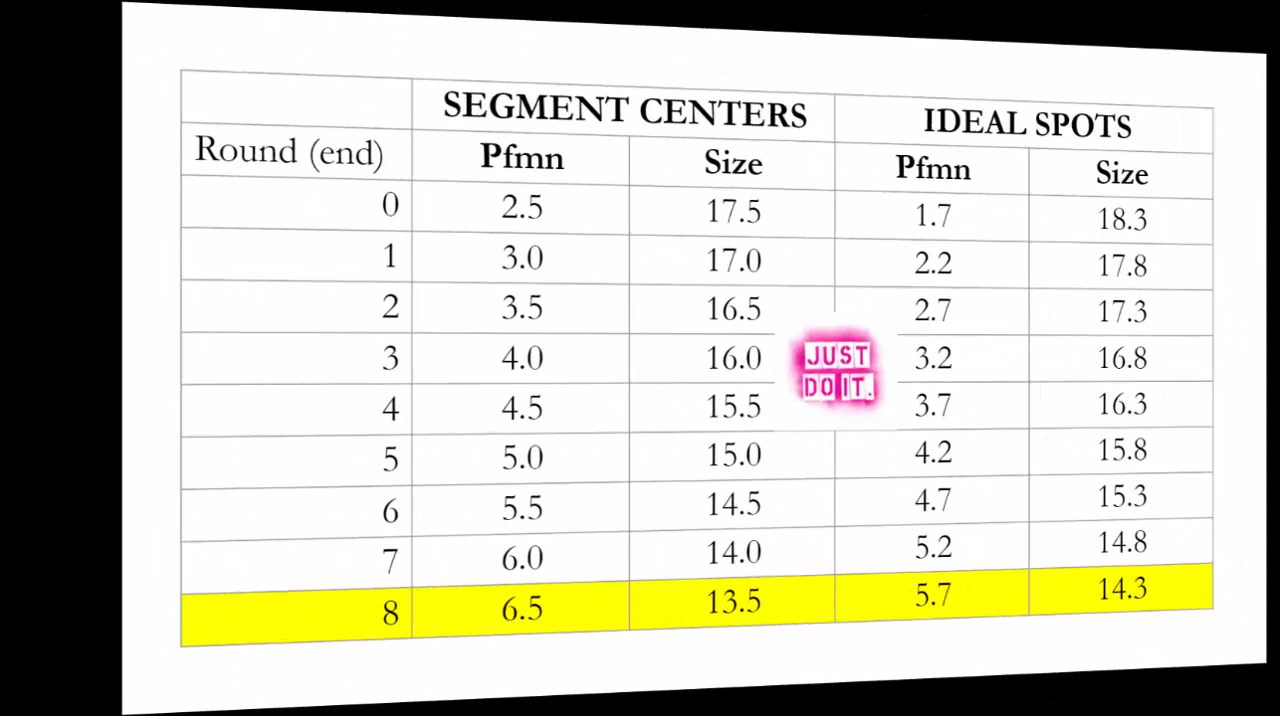 SEGMENT CENTERS IDEAL SPOTS
Round (end) Pfmn Size Pfmn Size
0 2.5 17.5 1.7 18.3
1 3.0 17.0 2.2 17.8
2 3.5 16.5 2.7 17.3
3 4.0 16.0 3.2 16.8
4 4.5 15.5 3.7 16.3
5 5.0 15.0 4.2 15.8
6 5.5 14.5 4.7 15.3
7 6.0 14.0 5.2 14.8
8 6.5 13.5 5.7 14.3
JUST
DO IT.